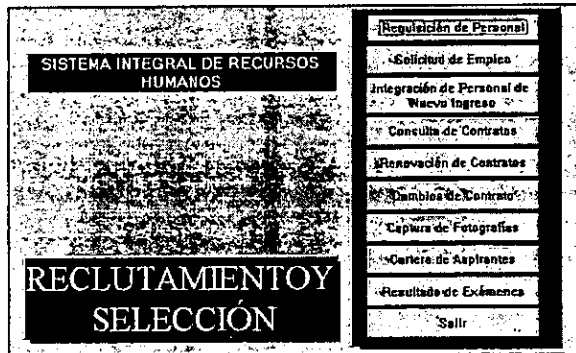 SISTEMA INTEGRAL DE RECURSOS
HUMANOS
RECLUTAMIENTOY
SELECCIÓN
Requisición de Personal
Solicitud de Empleo
Integración de Personal de
Nuevo Ingreso
Consulta de Contratos
Renovación de Contratos
Cambios de Contrato
Captura de Fotografías
Cartera de Aspirantes
Resultado de Exámenes
Salir